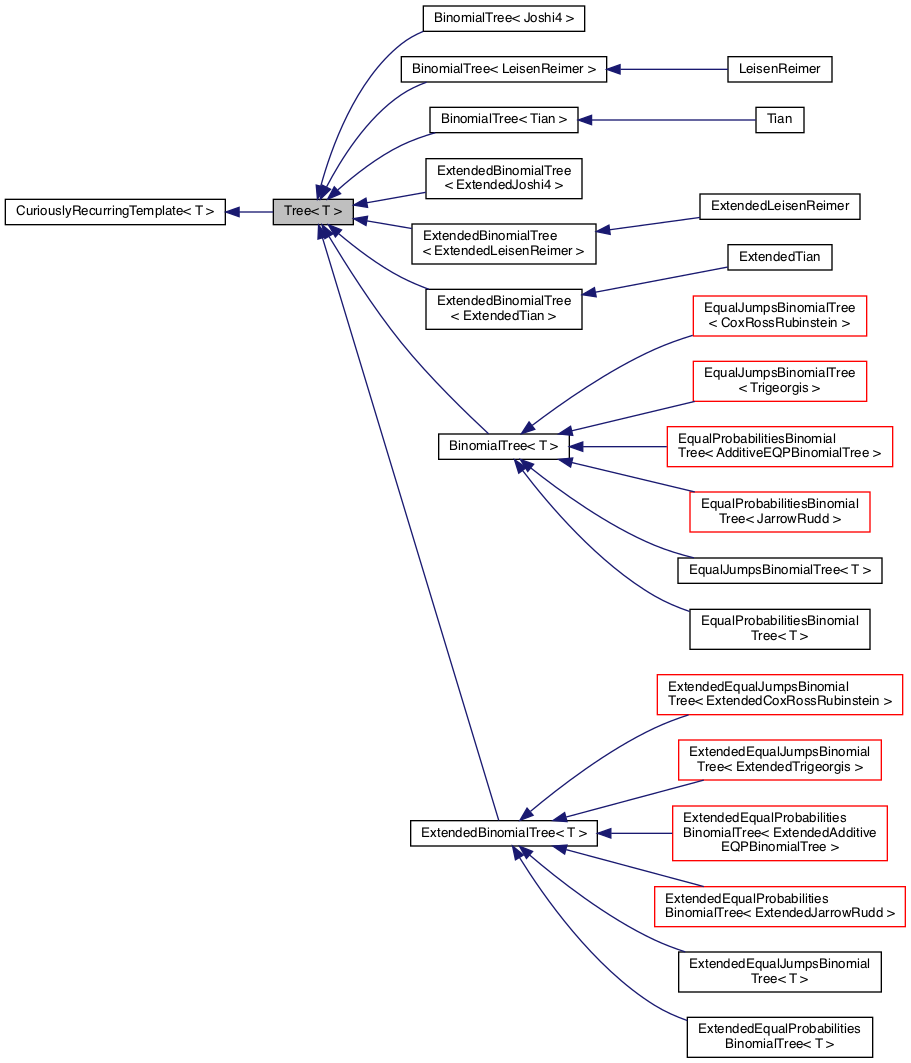 BinomialTree< Joshi4 >
BinomialTree< LeisenReimer >
LeisenReimer
BinomialTree< Tian >
Tian
ExtendedBinomialTree
< ExtendedJoshi4 >
CuriouslyRecurringTemplate< T >
Tree< T >
ExtendedLeisenReimer
ExtendedBinomialTree
< ExtendedLeisenReimer >
ExtendedTian
ExtendedBinomialTree
< ExtendedTian >
EqualJumpsBinomialTree
< CoxRossRubinstein >
EqualJumpsBinomialTree
< Trigeorgis >
BinomialTree< T >
EqualProbabilitiesBinomial
Tree< AdditiveEQPBinomialTree >
EqualProbabilitiesBinomial
Tree< JarrowRudd >
EqualJumpsBinomialTree< T >
EqualProbabilitiesBinomial
Tree< T >
ExtendedEqualJumpsBinomial
Tree< ExtendedCoxRossRubinstein >
ExtendedEqualJumpsBinomial
Tree< ExtendedTrigeorgis >
ExtendedBinomialTree< T >
ExtendedEqualProbabilities
BinomialTree< ExtendedAdditive
EQPBinomialTree >
ExtendedEqualProbabilities
BinomialTree< ExtendedJarrowRudd >
ExtendedEqualJumpsBinomial
Tree< T >
ExtendedEqualProbabilities
BinomialTree< T >